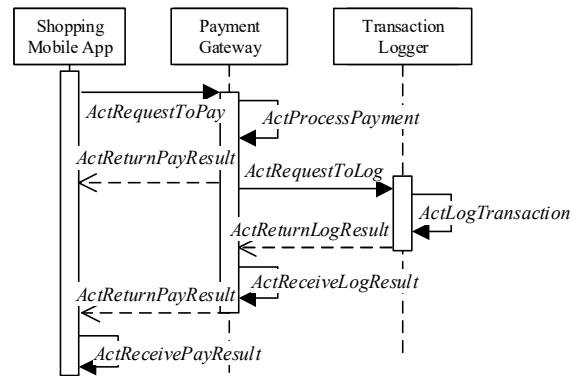 Shopping
Mobile App
Payment
Gateway
Transaction
Logger
ActRequestToPay
ActProcessPayment
ActReturnPayResult
ActRequestToLog
ActLogTransaction
ActReturnLogResult
ActReceiveLogResult
ActReturnPayResult
ActReceivePayResult